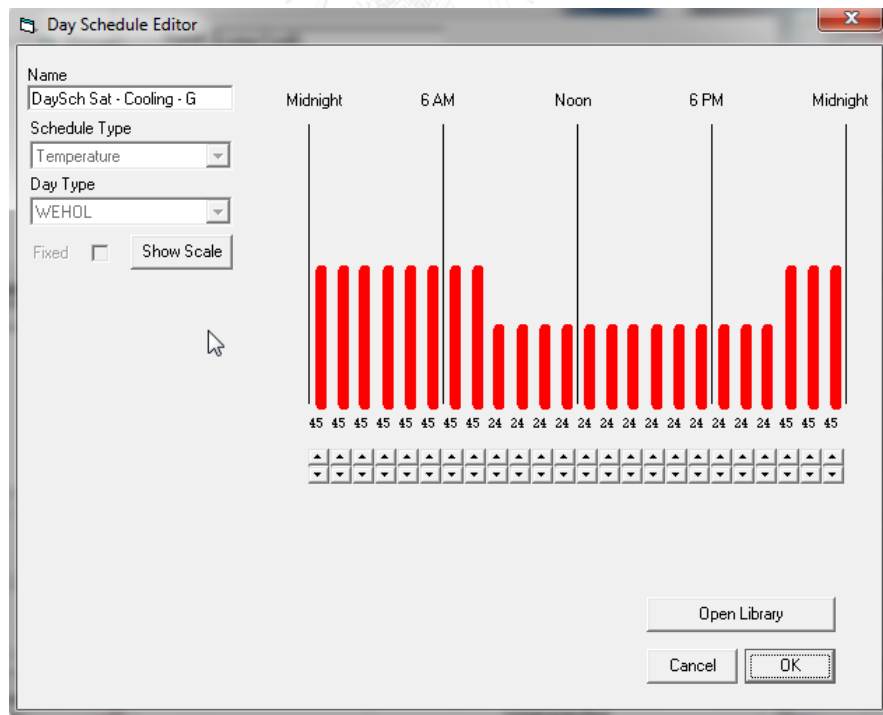 Day Schedule Editor
Name
DaySch Sat - Cooling - G
Schedule Type
Temperature
Day Type
WEHOL
Fixed
Show Scale
Midnight 6 AM Noon 6 PM Midnight
45 45 45 45 45 45 45 45 24 24 24 24 24 24 24 24 24 24 24 24 24 45 45 45
Open Library
Cancel OK